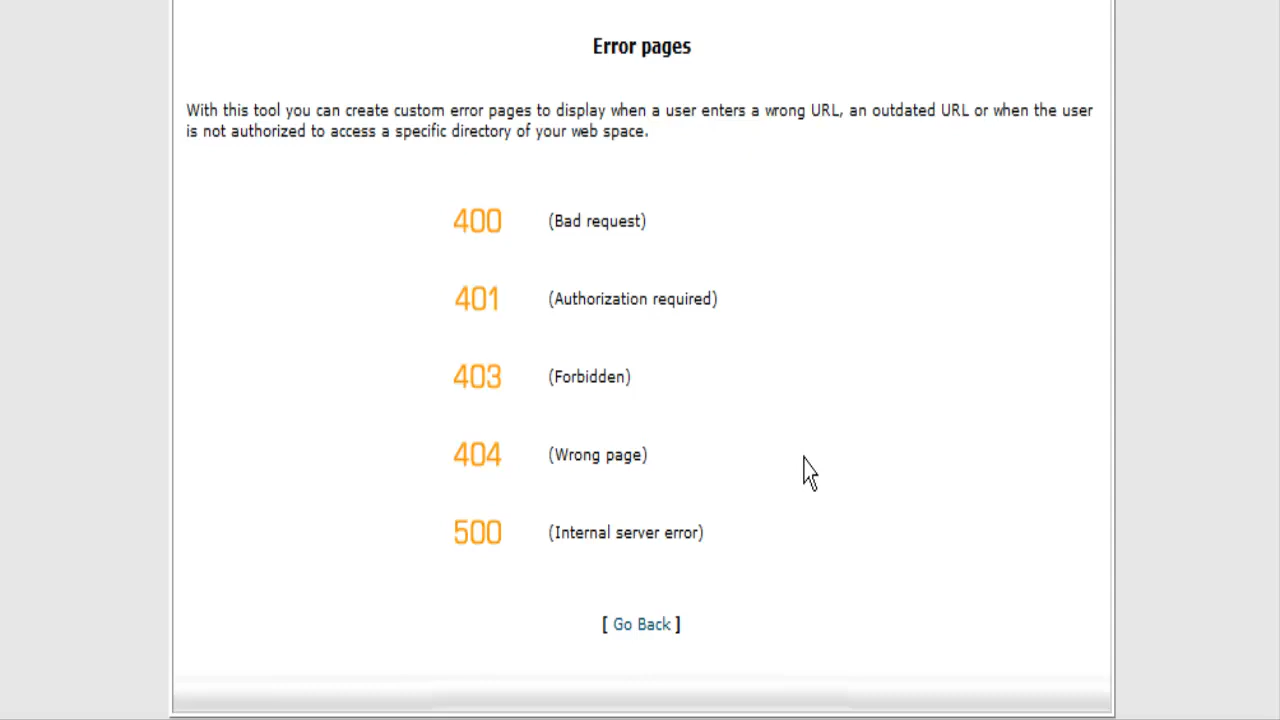 Error pages
With this tool you can create custom error pages to display when a user enters a wrong URL, an outdated URL or when the user
is not authorized to access a specific directory of your web space.
400 (Bad request)
401 (Authorization required)
403 (Forbidden)
404 (Wrong page)
500 (Internal server error)
[ Go Back ]